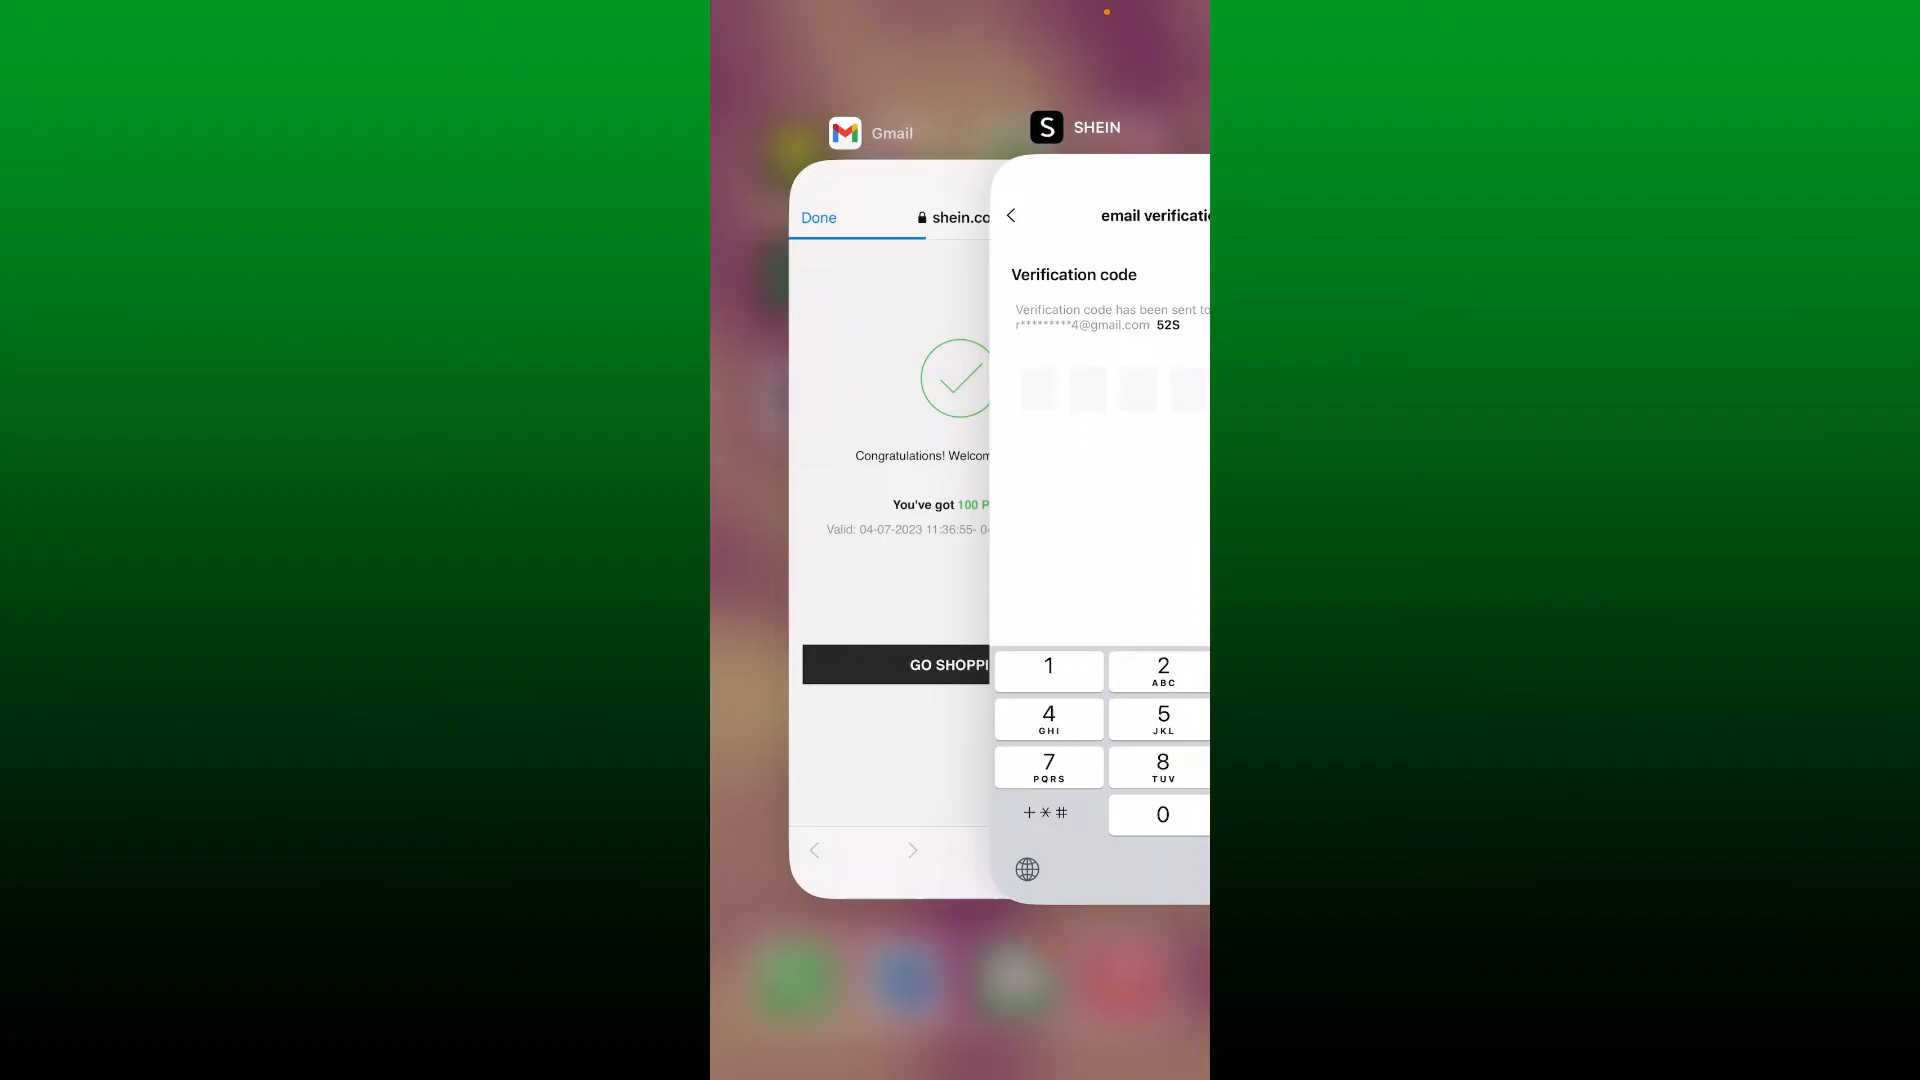 Gmail
SHEIN
Done
shein.co
Congratulations! Welcom
You've got 100 P
Valid: 04-07-2023 11:36:55- 04
GO SHOPPI
email verificatio
Verification code
Verification code has been sent to
r*********4@gmail.com 52S
1
2
ABC
4
GHI
5
JKL
7
PQRS
8
TUV
+*#
0